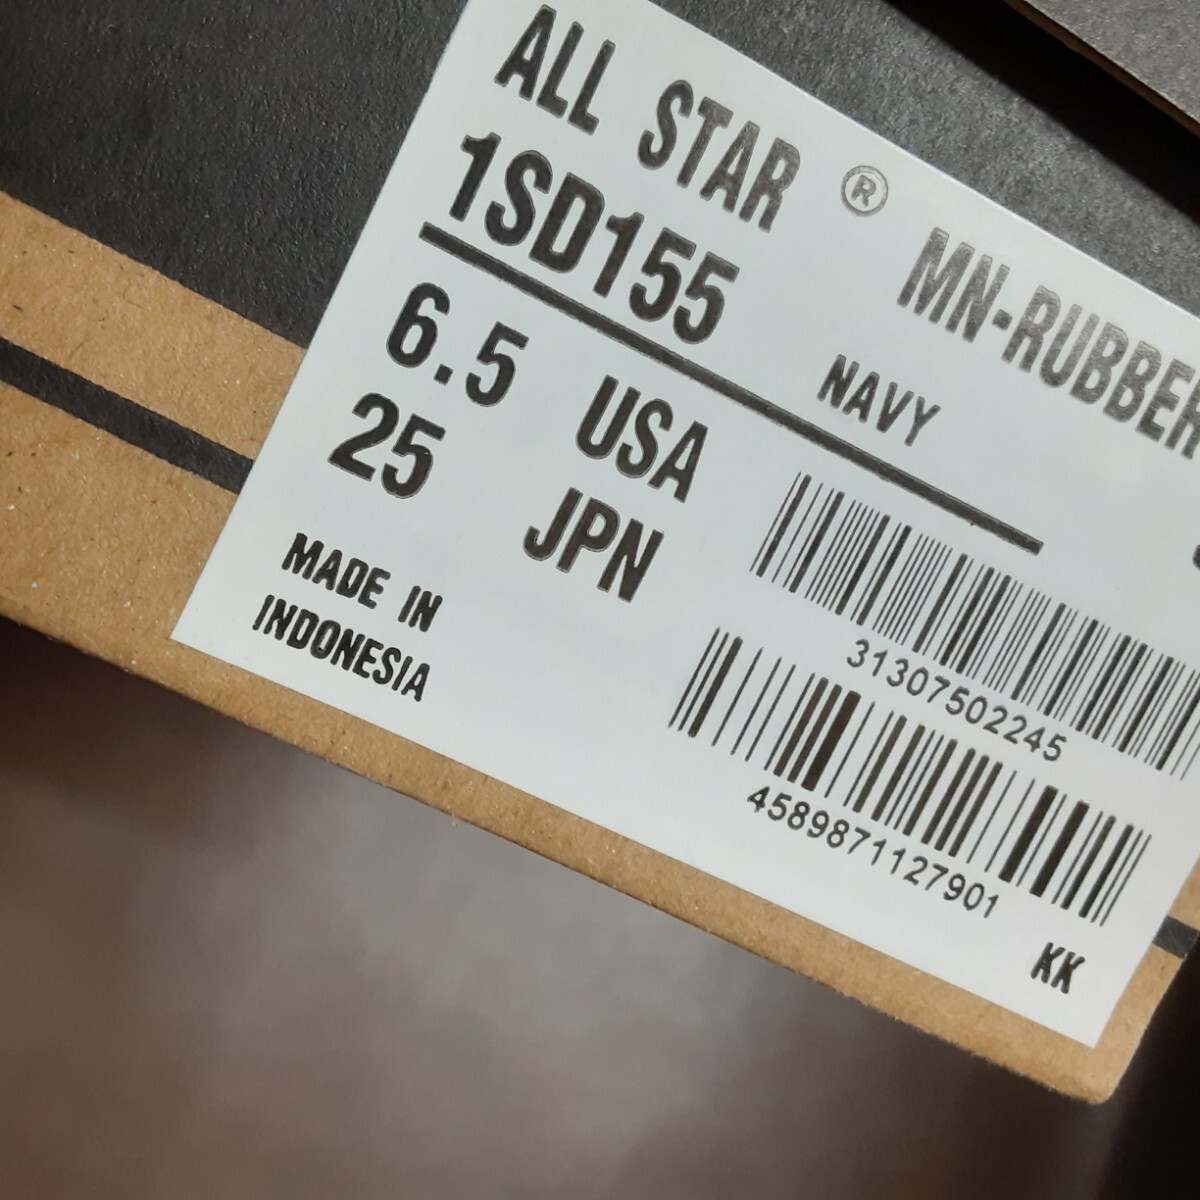 ALL STAR ® MN-RUBBER
1SD155 NAVY
6.5 USA
25 JPN
31307502245
MADE IN
INDONESIA
4589871127901
KK